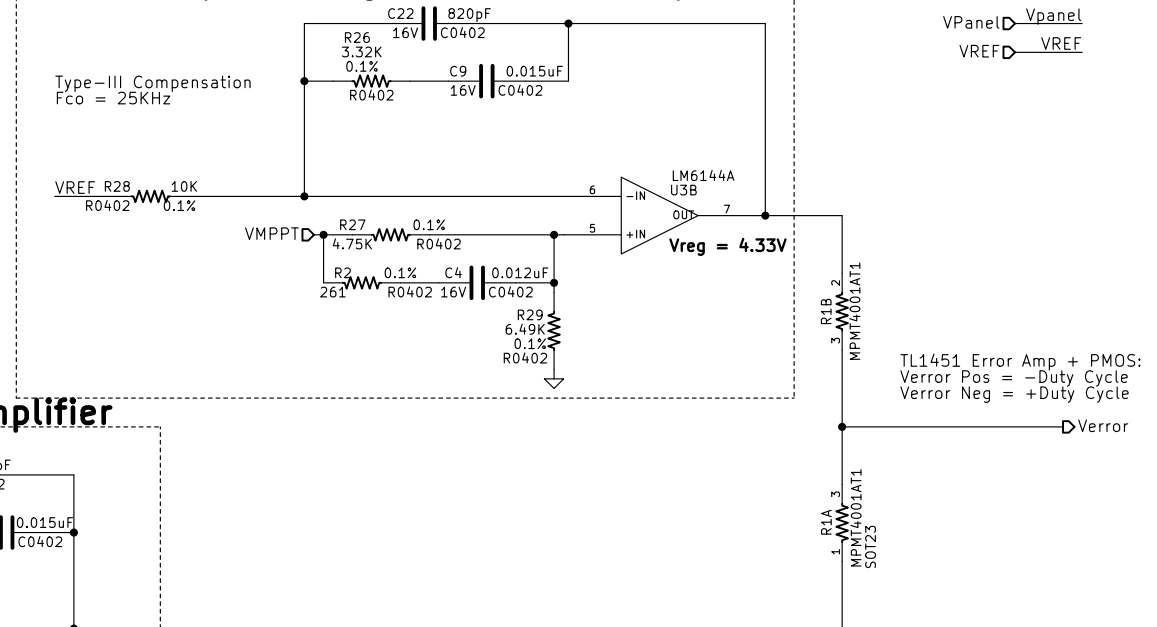 C22 820pF
16V C0402
R26
3.32K
0.1%
R0402
C9 0.015uF
16V C0402
Type-III Compensation
Fco = 25KHz
VPanel Vpanel
VREF VREF
VREF R28 10K
R0402 0.1%
6 -IN
LM6144A
U3B
OUT 7
5 +IN
Vreg = 4.33V
VMPPT R27 0.1%
4.75K R0402
R2 0.1% C4 0.012uF
261 R0402 16V C0402
R29
6.49K
0.1%
R0402
2
R1B
3
MPMT4001AT1
TL1451 Error Amp + PMOS:
Verror Pos = -Duty Cycle
Verror Neg = +Duty Cycle
Verror
mplifier
pF
2
0.015uF
C0402
3
R1A
1
MPMT4001AT1
SOT23